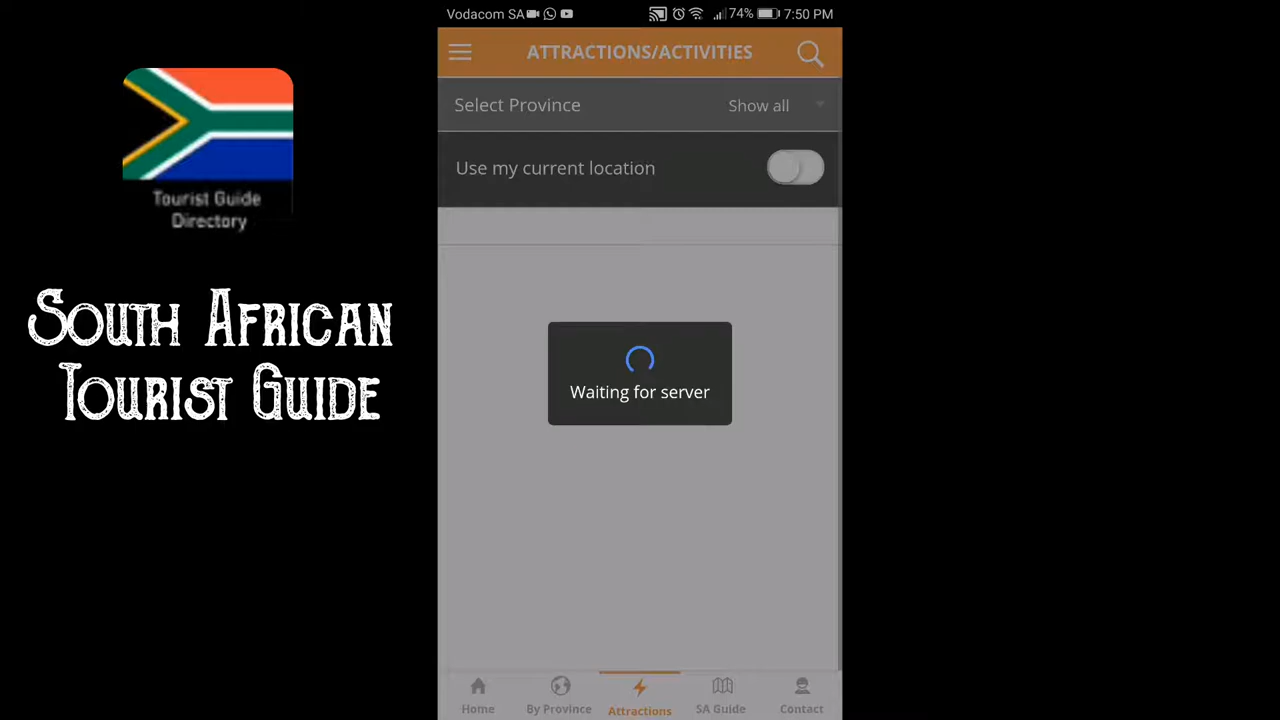 Vodacom SA 74% 7:50 PM
ATTRACTIONS/ACTIVITIES
Select Province Show all
Use my current location
Waiting for server
Home By Province Attractions SA Guide Contact
Tourist Guide
Directory
South African
Tourist Guide